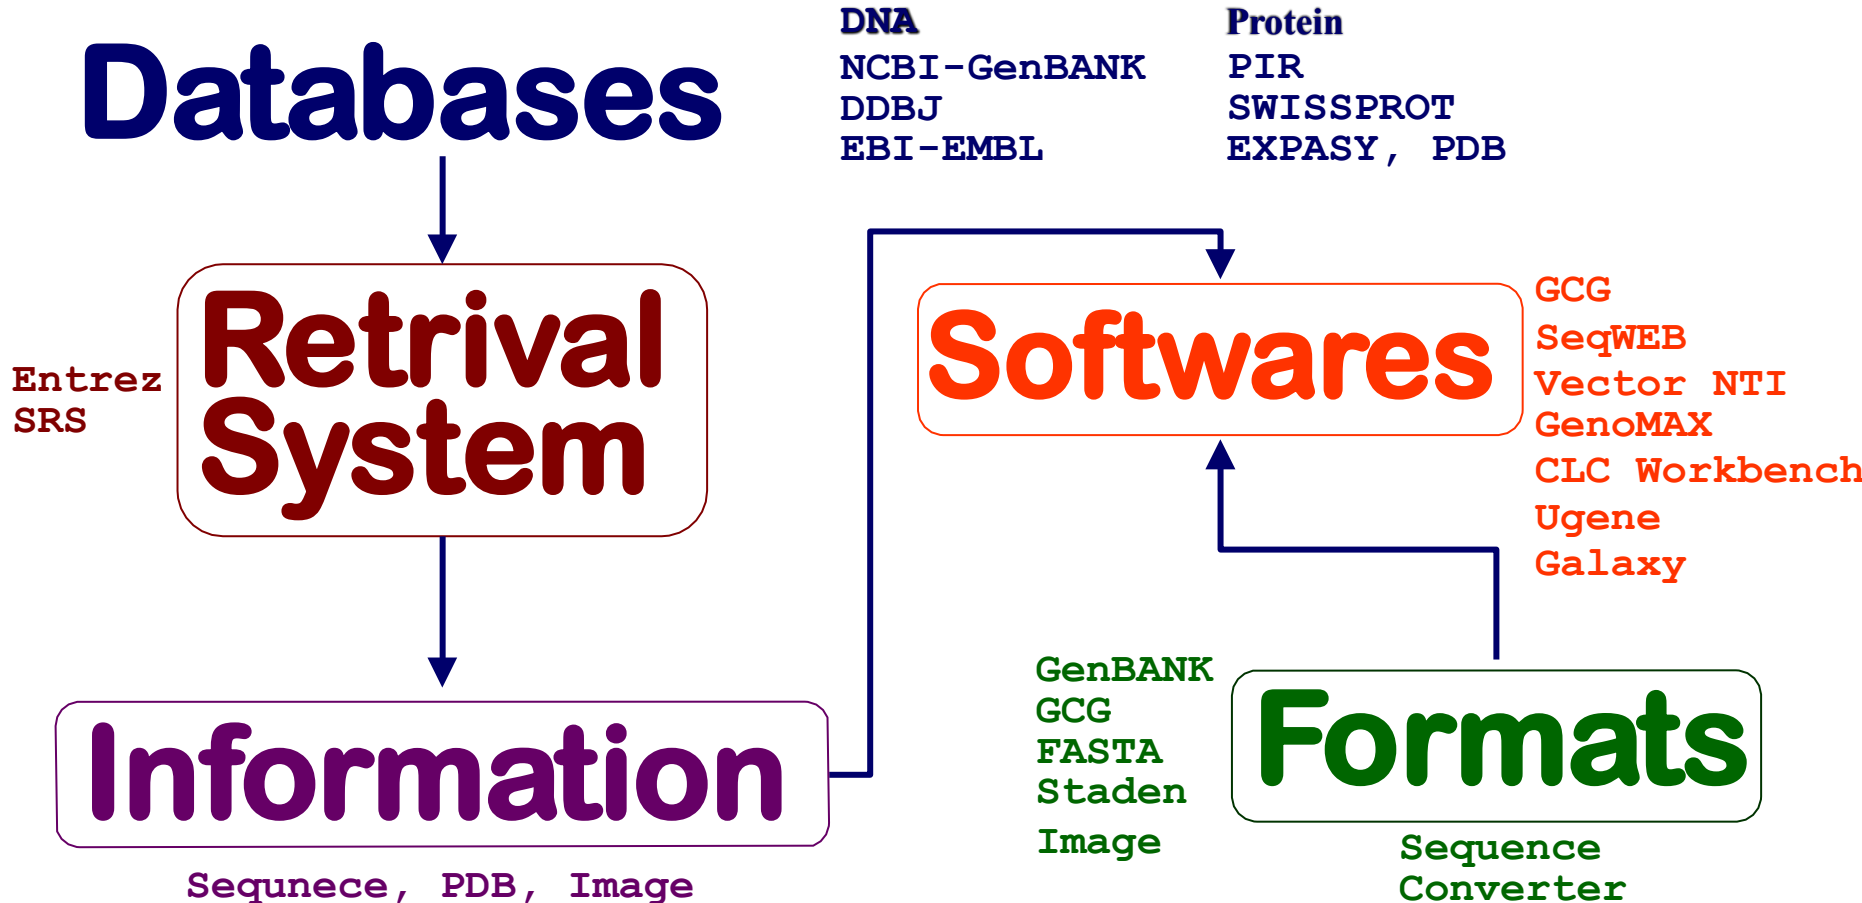 Databases
DNA
NCBI-GenBANK
DDBJ
EBI-EMBL
Protein
PIR
SWISSPROT
EXPASY, PDB
Entrez
SRS
Retrival
System
Information
Sequnece, PDB, Image
Softwares
GCG
SeqWEB
Vector NTI
GenoMAX
CLC Workbench
Ugene
Galaxy
GenBANK
GCG
FASTA
Staden
Image
Formats
Sequence
Converter